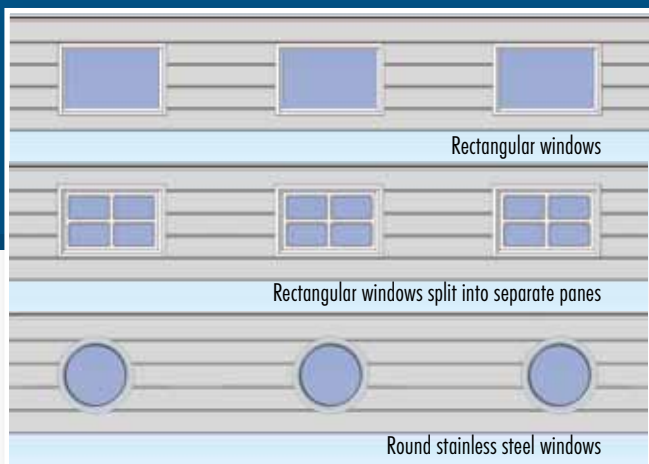 Rectangular windows
Rectangular windows split into separate panes
Round stainless steel windows